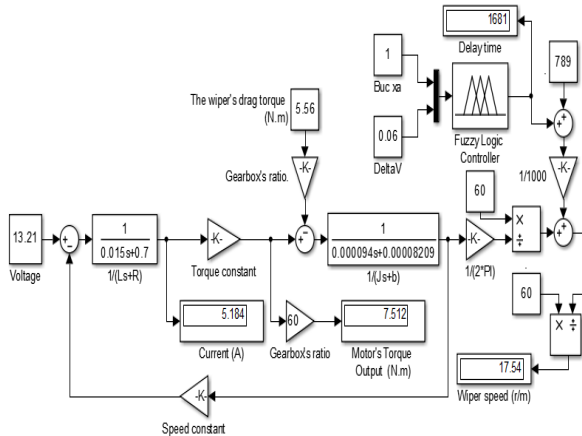 1681
Delay time
789
1
Buc xa
The wiper's drag torque
(N.m)
5.56
0.06
DeltaV
Fuzzy Logic
Controller
-K-
Gearbox's ratio.
1/1000
-K-
60
×
÷
13.21
Voltage
1
0.015s+0.7
1/(Ls+R)
-K-
Torque constant
1
0.000094s+0.00008209
1/(Js+b)
-K-
1/(2*PI)
5.184
Current (A)
60
Gearbox's ratio
7.512
Motor's Torque
Output (N.m)
60
× ÷
17.54
Wiper speed (r/m)
-K-
Speed constant